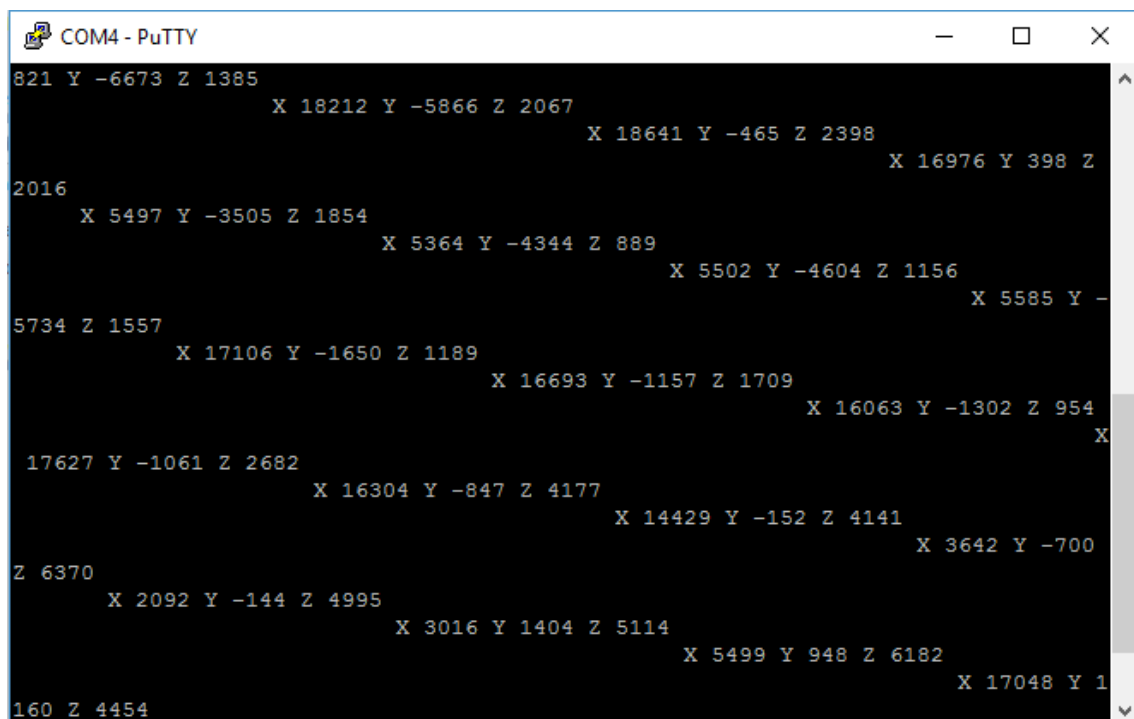 COM4 - PuTTY
821 Y -6673 Z 1385
X 18212 Y -5866 Z 2067
X 18641 Y -465 Z 2398
X 16976 Y 398 Z
2016
X 5497 Y -3505 Z 1854
X 5364 Y -4344 Z 889
X 5502 Y -4604 Z 1156
X 5585 Y -
5734 Z 1557
X 17106 Y -1650 Z 1189
X 16693 Y -1157 Z 1709
X 16063 Y -1302 Z 954
X
17627 Y -1061 Z 2682
X 16304 Y -847 Z 4177
X 14429 Y -152 Z 4141
X 3642 Y -700
Z 6370
X 2092 Y -144 Z 4995
X 3016 Y 1404 Z 5114
X 5499 Y 948 Z 6182
X 17048 Y 1
160 Z 4454